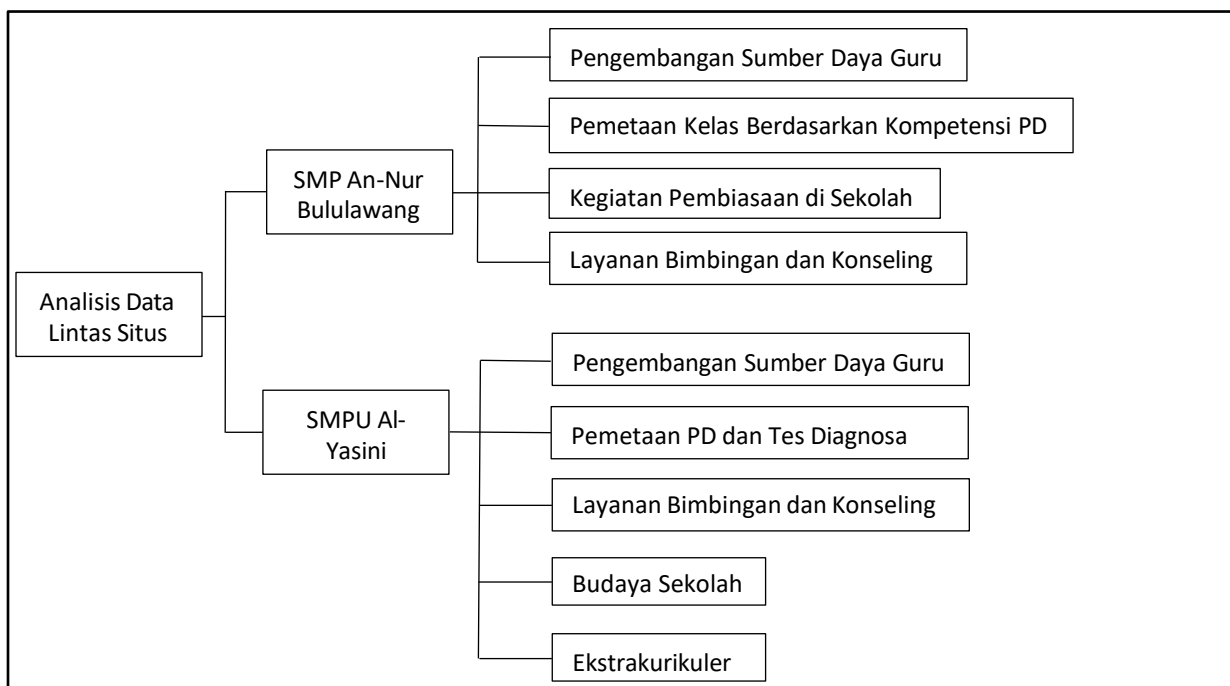 Analisis Data
Lintas Situs
SMP An-Nur
Bululawang
Pengembangan Sumber Daya Guru
Pemetaan Kelas Berdasarkan Kompetensi PD
Kegiatan Pembiasaan di Sekolah
Layanan Bimbingan dan Konseling
SMPU Al-
Yasini
Pengembangan Sumber Daya Guru
Pemetaan PD dan Tes Diagnosa
Layanan Bimbingan dan Konseling
Budaya Sekolah
Ekstrakurikuler